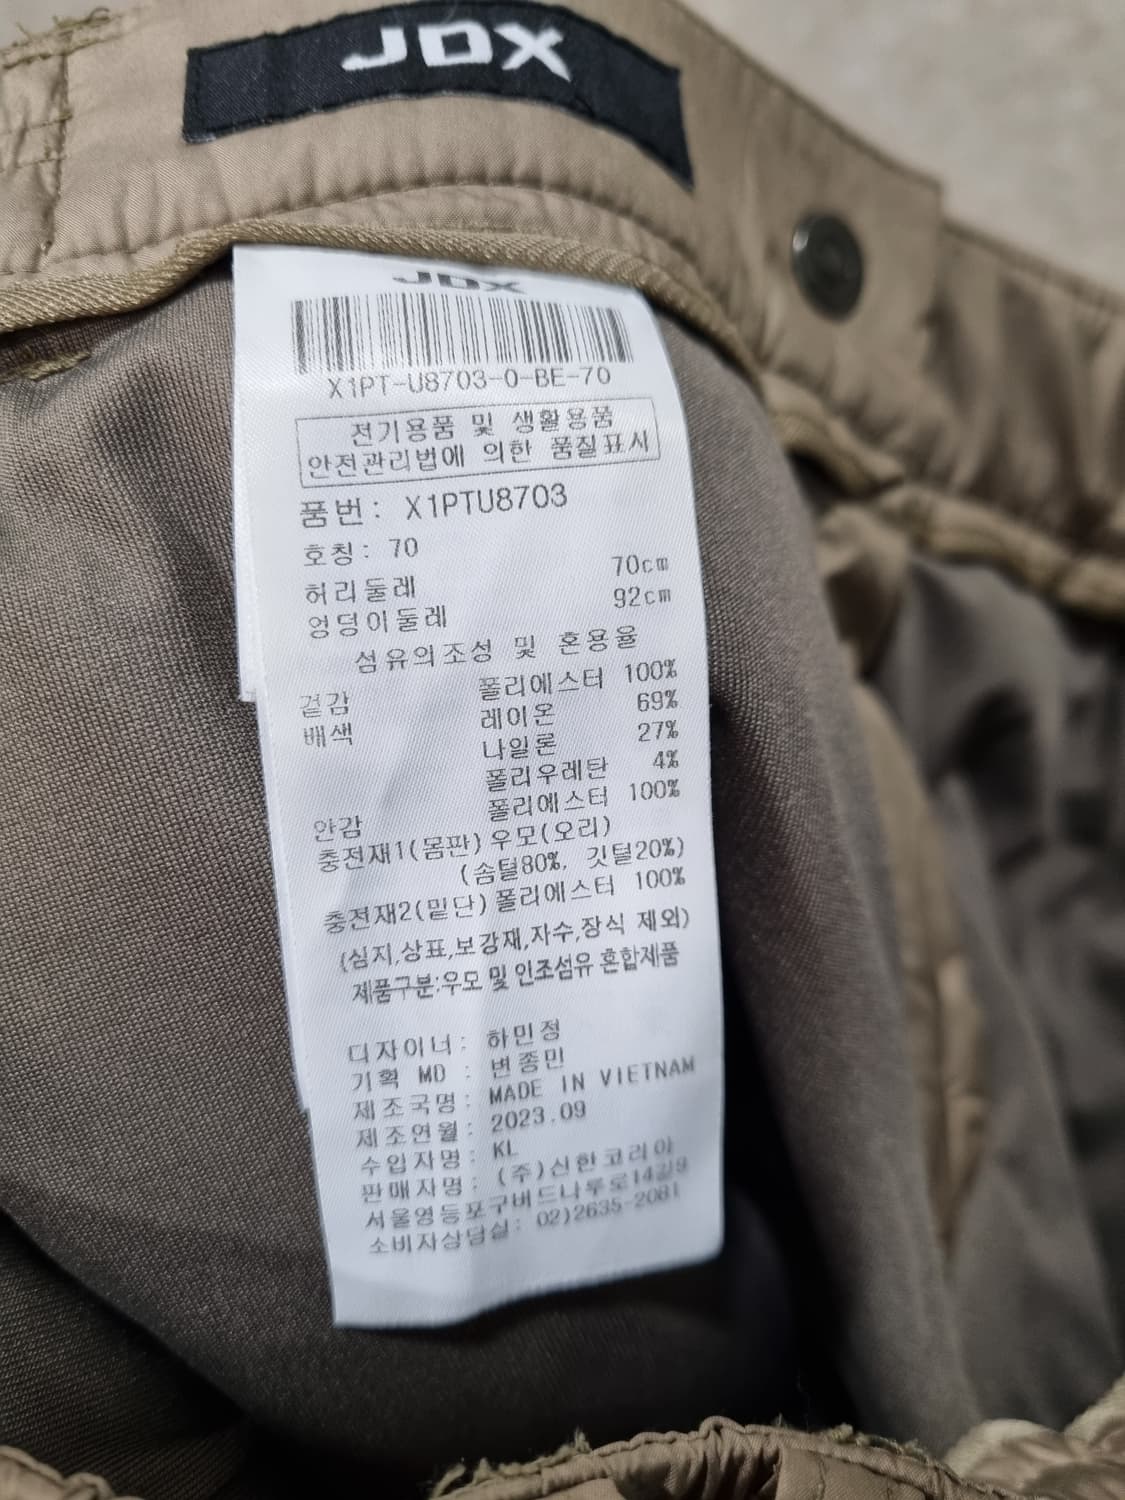 JDX
JDX
X1PT-U8703-0-BE-70
전기용품 및 생활용품
안전관리법에 의한 품질표시
품번: X1PTU8703
호칭: 70
허리둘레 70cm
엉덩이둘레 92cm
섬유의조성 및 혼용율
겉감 폴리에스터 100%
배색 레이온 69%
나일론 27%
폴리우레탄 4%
안감 폴리에스터 100%
충전재1(몸판) 우모(오리)
(솜털80%, 깃털20%)
충전재2(밑단) 폴리에스터 100%
(심지,상표,보강재,자수,장식 제외)
제품구분:우모 및 인조섬유 혼합제품
디자이너: 하민정
기획 MD : 변종민
제조국명: MADE IN VIETNAM
제조연월: 2023.09
수입자명: KL
판매자명: (주)신한코리아
서울영등포구버드나루로14길9
소비자상담실: 02)2635-2081